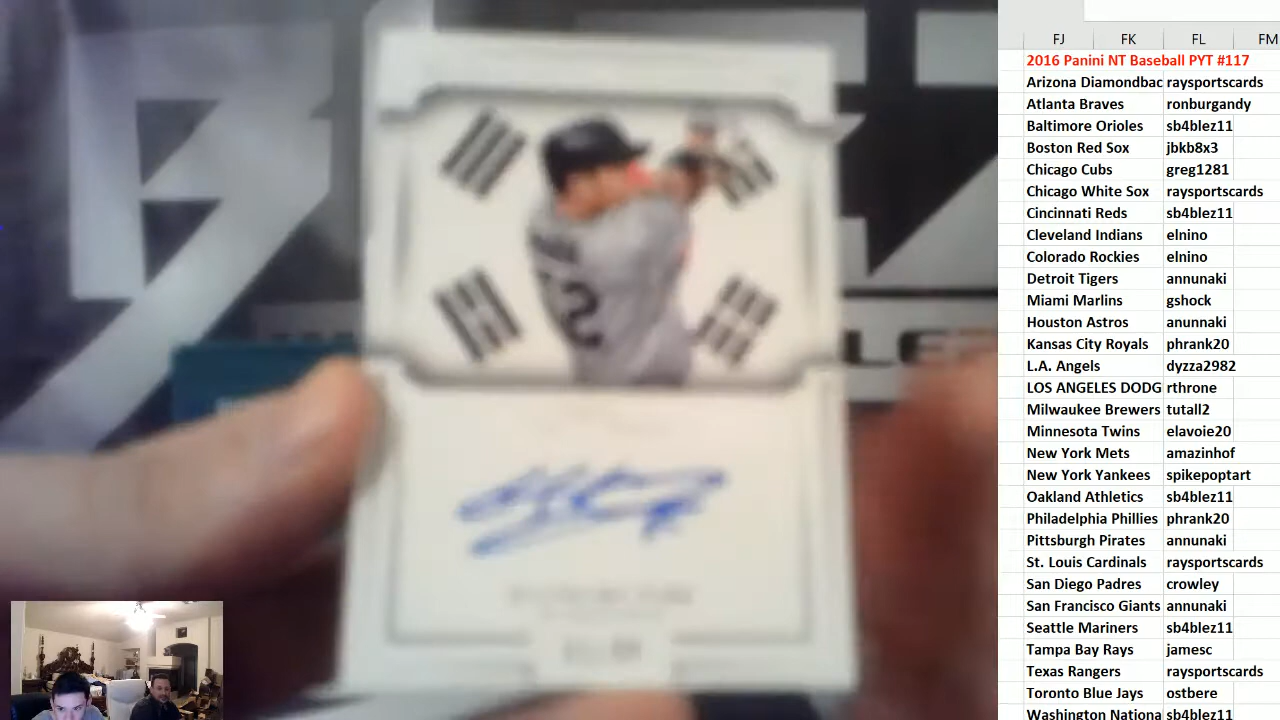 FJ FK FL FM
2016 Panini NT Baseball PYT #117
Arizona Diamondbac raysportscards
Atlanta Braves ronburgandy
Baltimore Orioles sb4blez11
Boston Red Sox jbkb8x3
Chicago Cubs greg1281
Chicago White Sox raysportscards
Cincinnati Reds sb4blez11
Cleveland Indians elnino
Colorado Rockies elnino
Detroit Tigers annunaki
Miami Marlins gshock
Houston Astros anunnaki
Kansas City Royals phrank20
L.A. Angels dyzza2982
LOS ANGELES DODG rthrone
Milwaukee Brewers tutall2
Minnesota Twins elavoie20
New York Mets amazinhof
New York Yankees spikepoptart
Oakland Athletics sb4blez11
Philadelphia Phillies phrank20
Pittsburgh Pirates annunaki
St. Louis Cardinals raysportscards
San Diego Padres crowley
San Francisco Giants annunaki
Seattle Mariners sb4blez11
Tampa Bay Rays jamesc
Texas Rangers raysportscards
Toronto Blue Jays ostbere
Washington Nationa sb4blez11